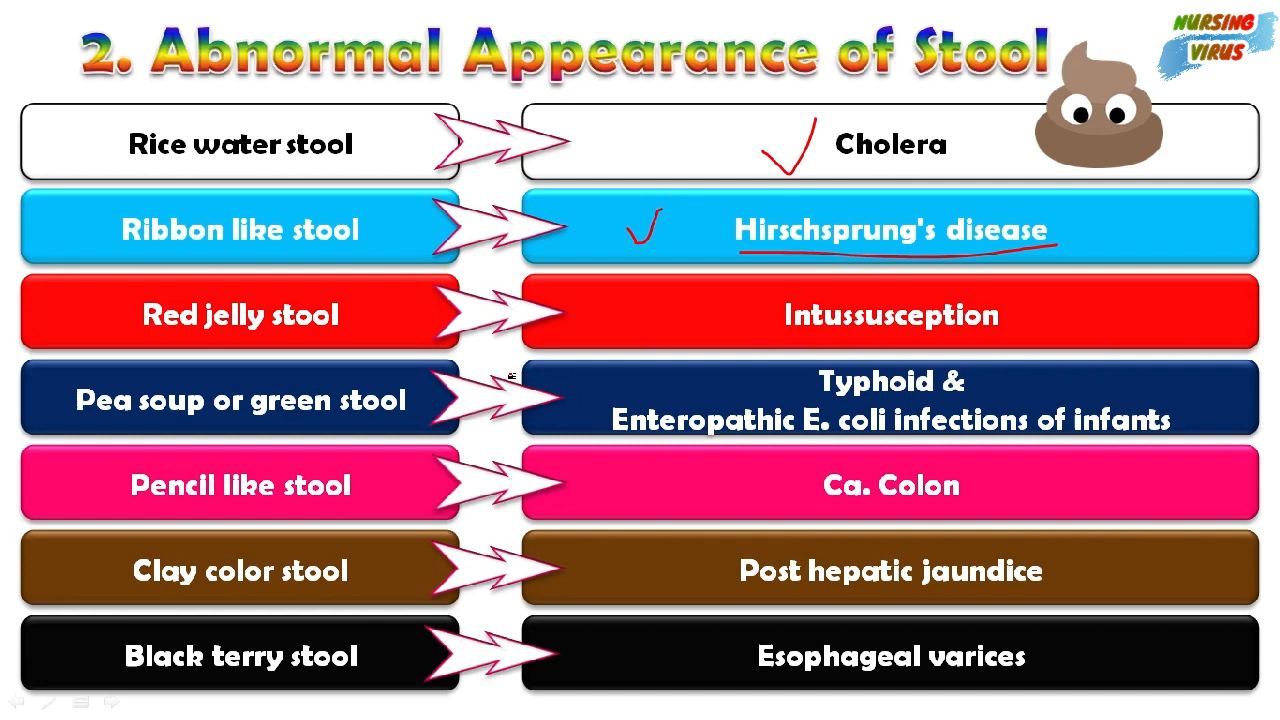 2. Abnormal Appearance of Stool
NURSING
VIRUS
Rice water stool
Cholera
Ribbon like stool
Hirschsprung's disease
Red jelly stool
Intussusception
Pea soup or green stool
Typhoid &
Enteropathic E. coli infections of infants
Pencil like stool
Ca. Colon
Clay color stool
Post hepatic jaundice
Black terry stool
Esophageal varices